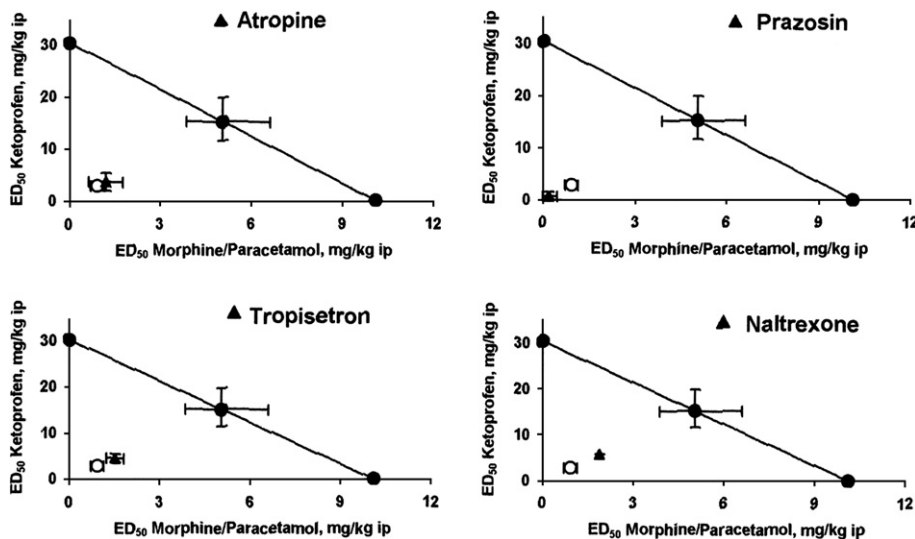 ▲ Atropine
ED50 Ketoprofen, mg/kg ip
30
20
10
0
0 3 6 9 12
ED50 Morphine/Paracetamol, mg/kg ip
▲ Prazosin
ED50 Ketoprofen, mg/kg ip
30
20
10
0
0 3 6 9 12
ED50 Morphine/Paracetamol, mg/kg ip
▲ Tropisetron
ED50 Ketoprofen, mg/kg ip
30
20
10
0
0 3 6 9 12
ED50 Morphine/Paracetamol, mg/kg ip
▲ Naltrexone
ED50 Ketoprofen, mg/kg ip
30
20
10
0
0 3 6 9 12
ED50 Morphine/Paracetamol, mg/kg ip